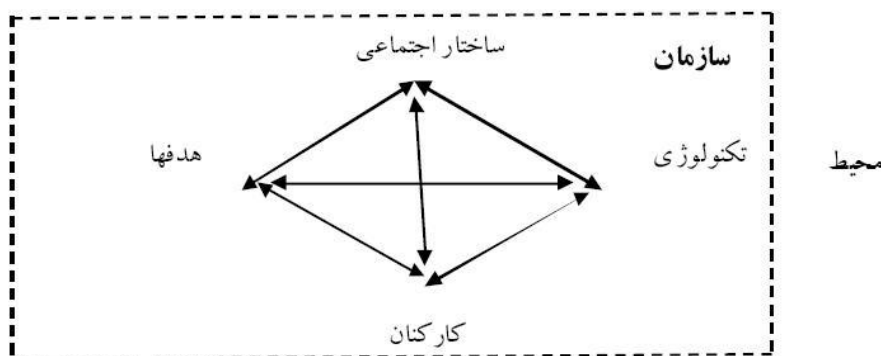 ساختار اجتماعی
سازمان
هدفها
تکنولوژی
محیط
کارکنان